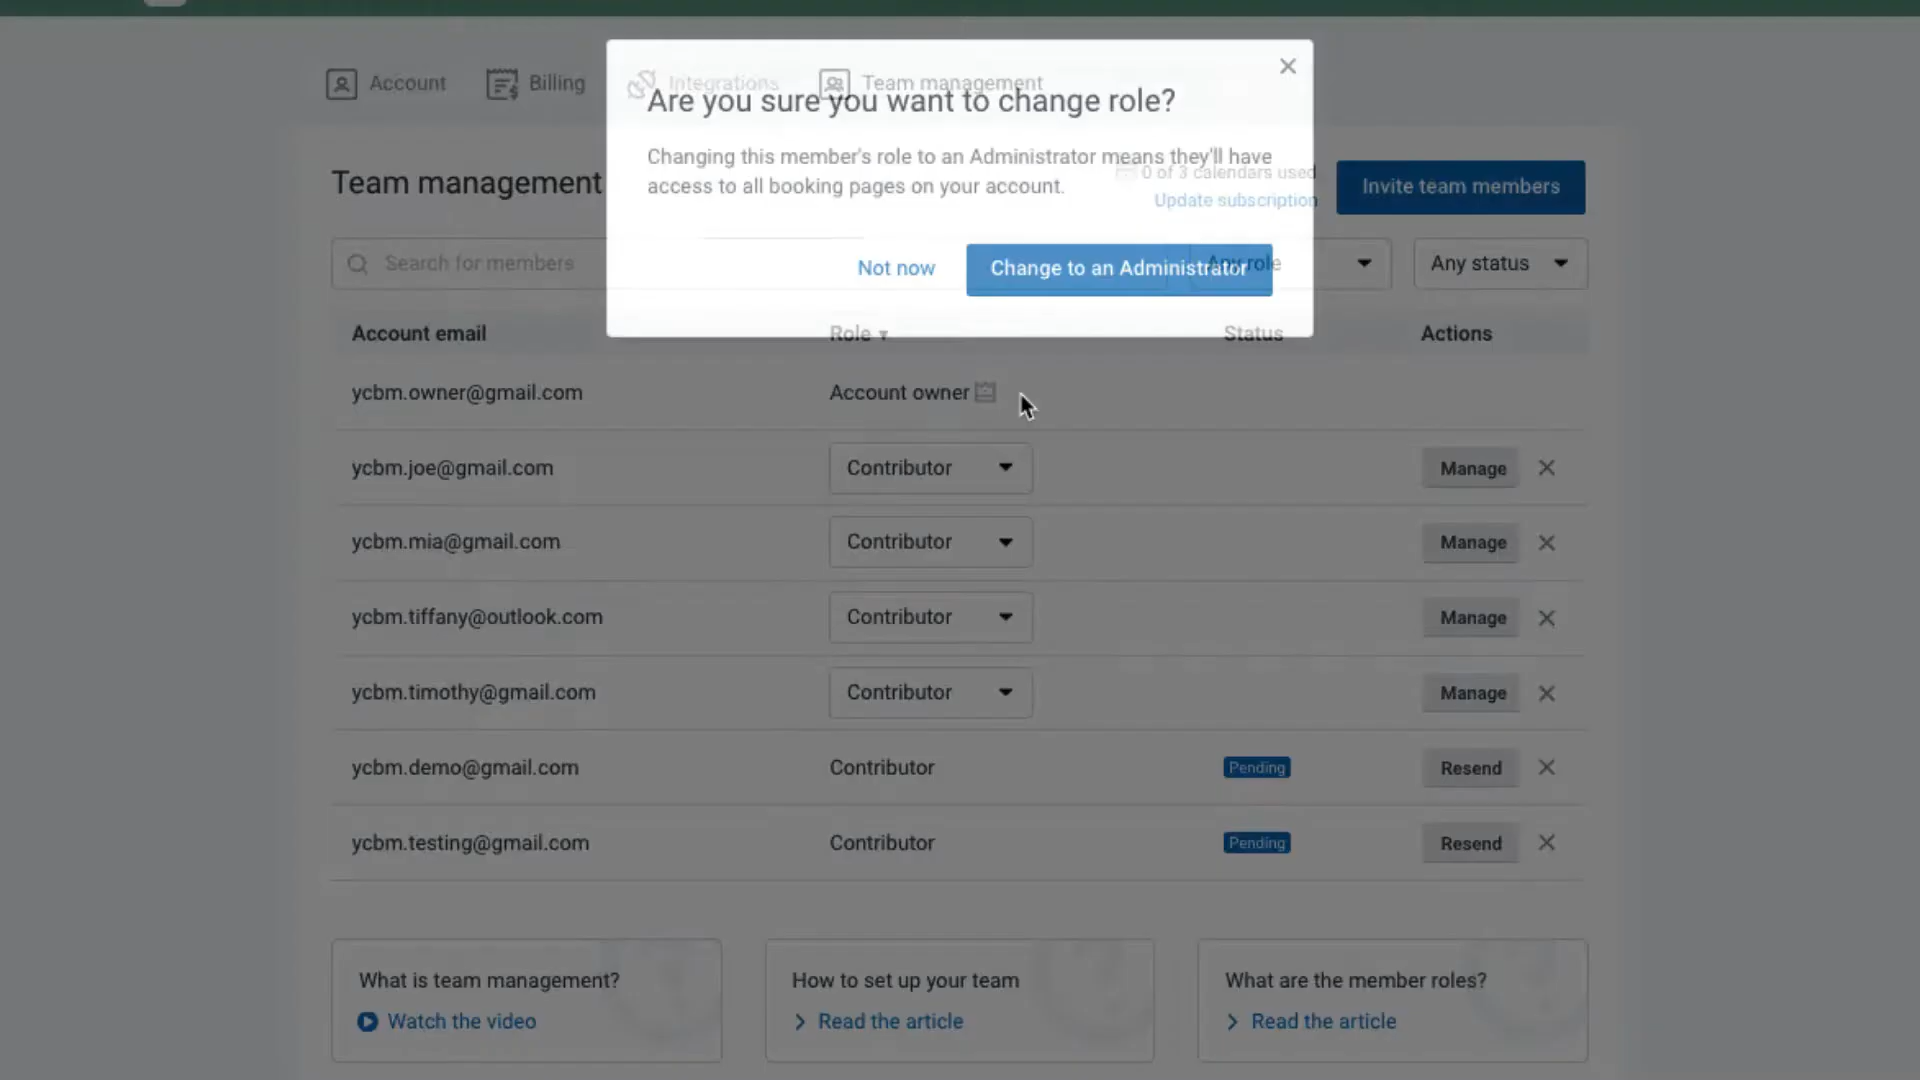 Account
Billing
Integrations
Team management
Are you sure you want to change role?
Changing this member's role to an Administrator means they'll have
access to all booking pages on your account.
Not now
Change to an Administrator
Team management
0 of 3 calendars used
Update subscription
Invite team members
Search for members
Any role
Any status
Account email
Role
Status
Actions
ycbm.owner@gmail.com
Account owner
ycbm.joe@gmail.com
Contributor
Manage
ycbm.mia@gmail.com
Contributor
Manage
ycbm.tiffany@outlook.com
Contributor
Manage
ycbm.timothy@gmail.com
Contributor
Manage
ycbm.demo@gmail.com
Contributor
Pending
Resend
ycbm.testing@gmail.com
Contributor
Pending
Resend
What is team management?
Watch the video
How to set up your team
Read the article
What are the member roles?
Read the article